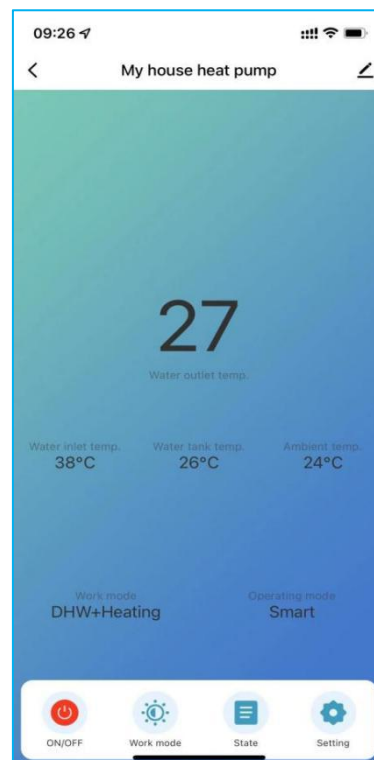 09:26
My house heat pump
27
Water outlet temp.
Water inlet temp. Water tank temp. Ambient temp.
38°C 26°C 24°C
Work mode Operating mode
DHW+Heating Smart
ON/OFF Work mode State Setting